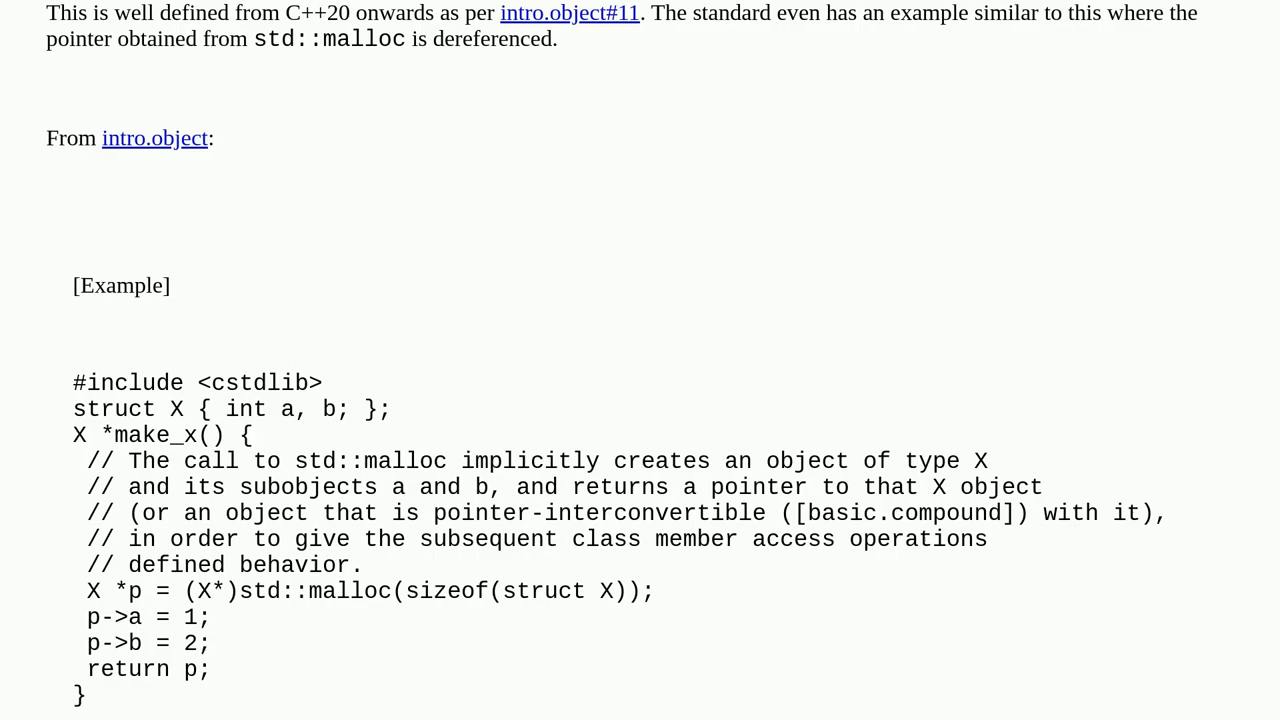 This is well defined from C++20 onwards as per intro.object#11. The standard even has an example similar to this where the
pointer obtained from std::malloc is dereferenced.
From intro.object:
[Example]
#include <cstdlib>
struct X { int a, b; };
X *make_x() {
// The call to std::malloc implicitly creates an object of type X
// and its subobjects a and b, and returns a pointer to that X object
// (or an object that is pointer-interconvertible ([basic.compound]) with it),
// in order to give the subsequent class member access operations
// defined behavior.
X *p = (X*)std::malloc(sizeof(struct X));
p->a = 1;
p->b = 2;
return p;
}